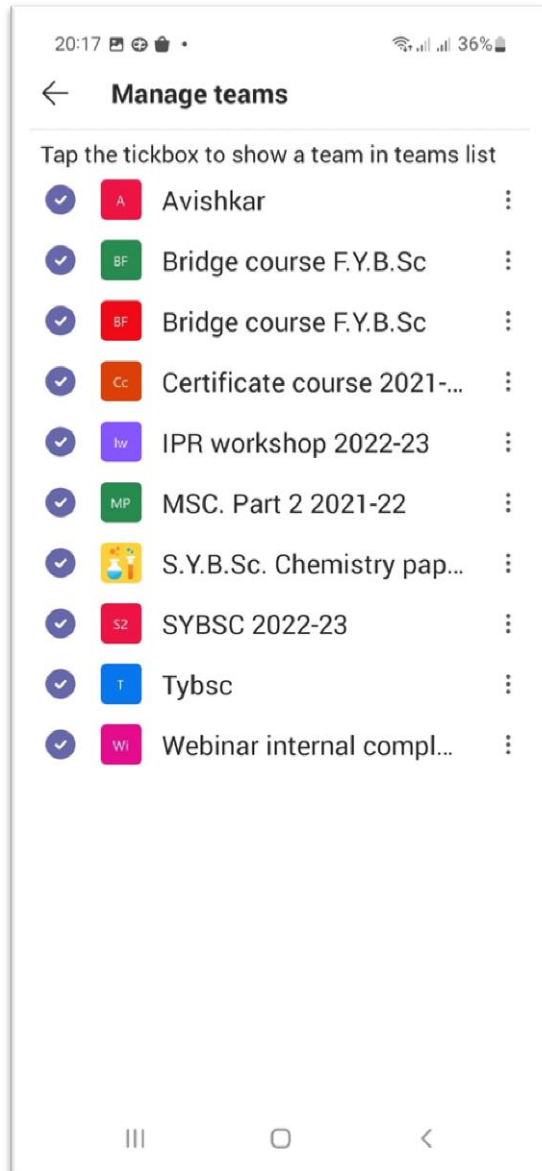 20:17 36%
Manage teams
Tap the tickbox to show a team in teams list
A Avishkar
BF Bridge course F.Y.B.Sc
BF Bridge course F.Y.B.Sc
Cc Certificate course 2021-...
Iw IPR workshop 2022-23
MP MSC. Part 2 2021-22
S.Y.B.Sc. Chemistry pap...
S2 SYBSC 2022-23
T Tybsc
Wi Webinar internal compl...